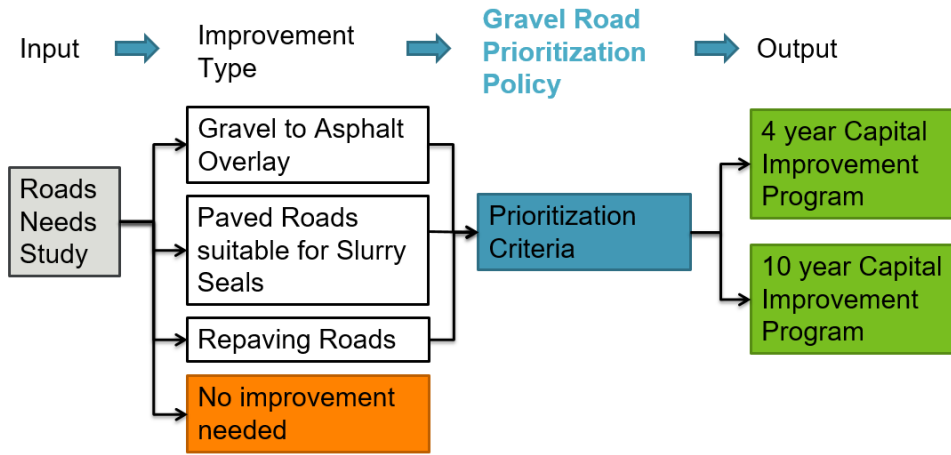 Input
Improvement
Type
Gravel Road
Prioritization
Policy
Output
Roads
Needs
Study
Gravel to Asphalt
Overlay
Paved Roads
suitable for Slurry
Seals
Repaving Roads
No improvement
needed
Prioritization
Criteria
4 year Capital
Improvement
Program
10 year Capital
Improvement
Program